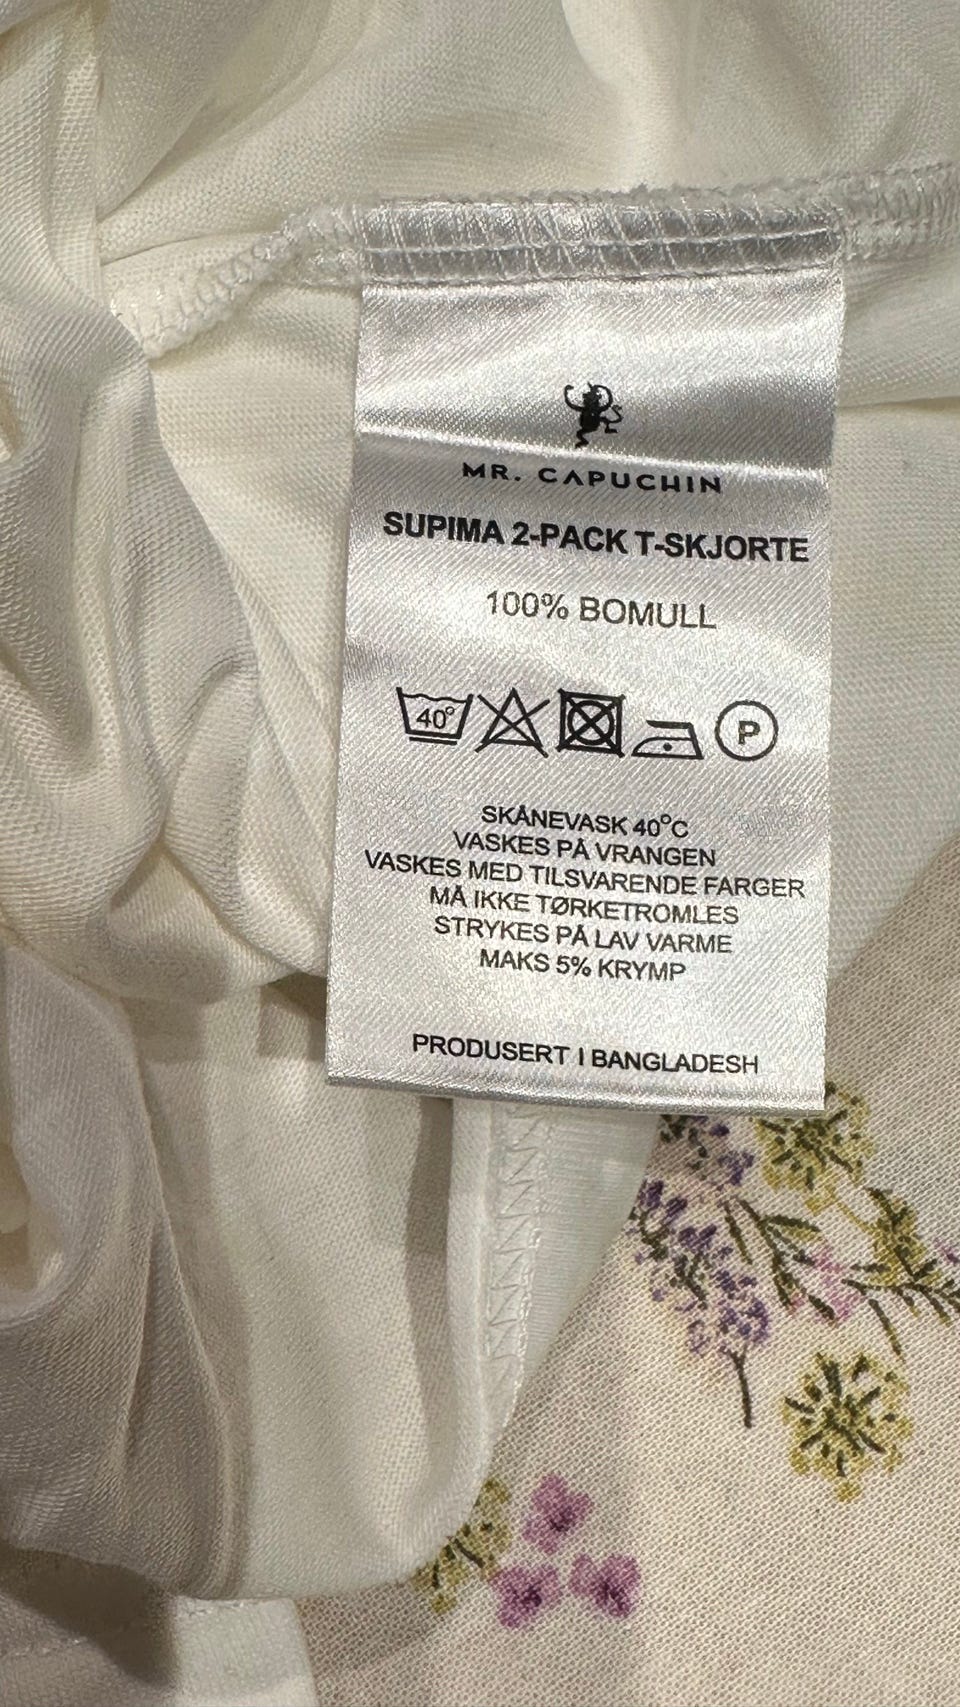 MR. CAPUCHIN
SUPIMA 2-PACK T-SKJORTE
100% BOMULL
40° P
SKÅNEVASK 40°C
VASKES PÅ VRANGEN
VASKES MED TILSVARENDE FARGER
MÅ IKKE TØRKETROMLES
STRYKES PÅ LAV VARME
MAKS 5% KRYMP
PRODUSERT I BANGLADESH